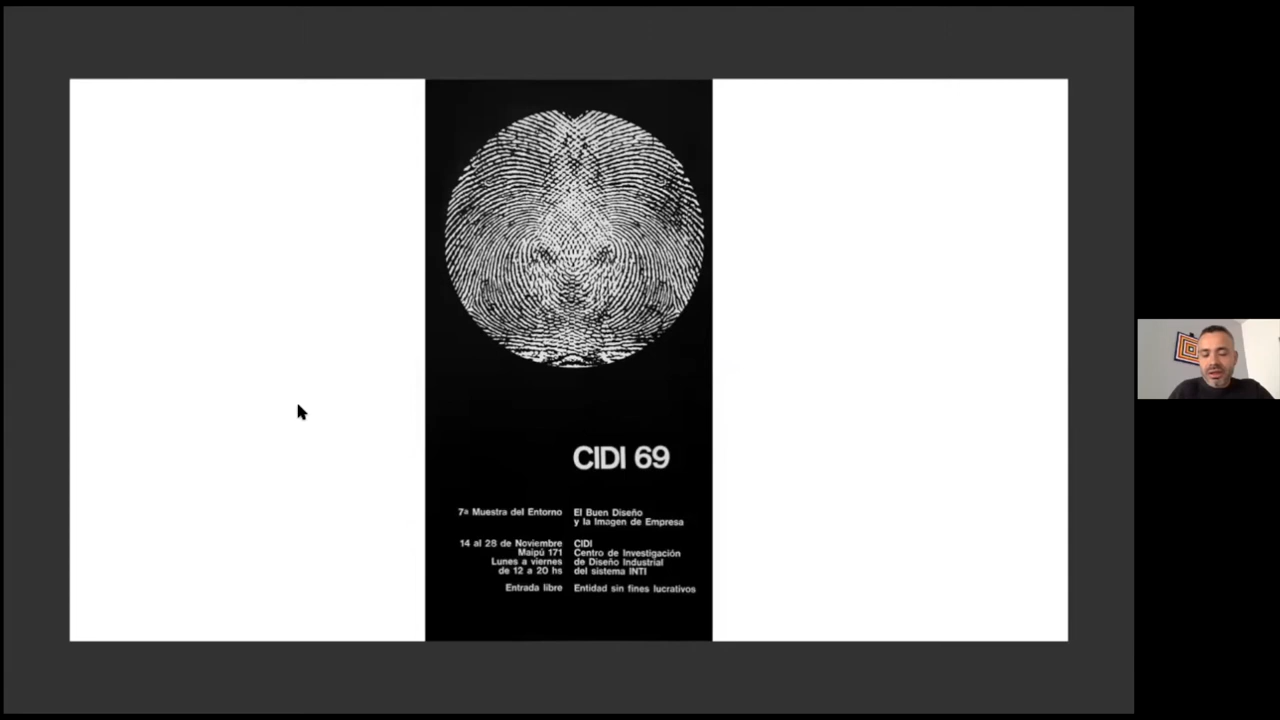 CIDI 69
7ª Muestra del Entorno
El Buen Diseño
y la Imagen de Empresa
14 al 28 de Noviembre
Maipú 171
Lunes a viernes
de 12 a 20 hs
CIDI
Centro de Investigación
de Diseño Industrial
del sistema INTI
Entrada libre
Entidad sin fines lucrativos